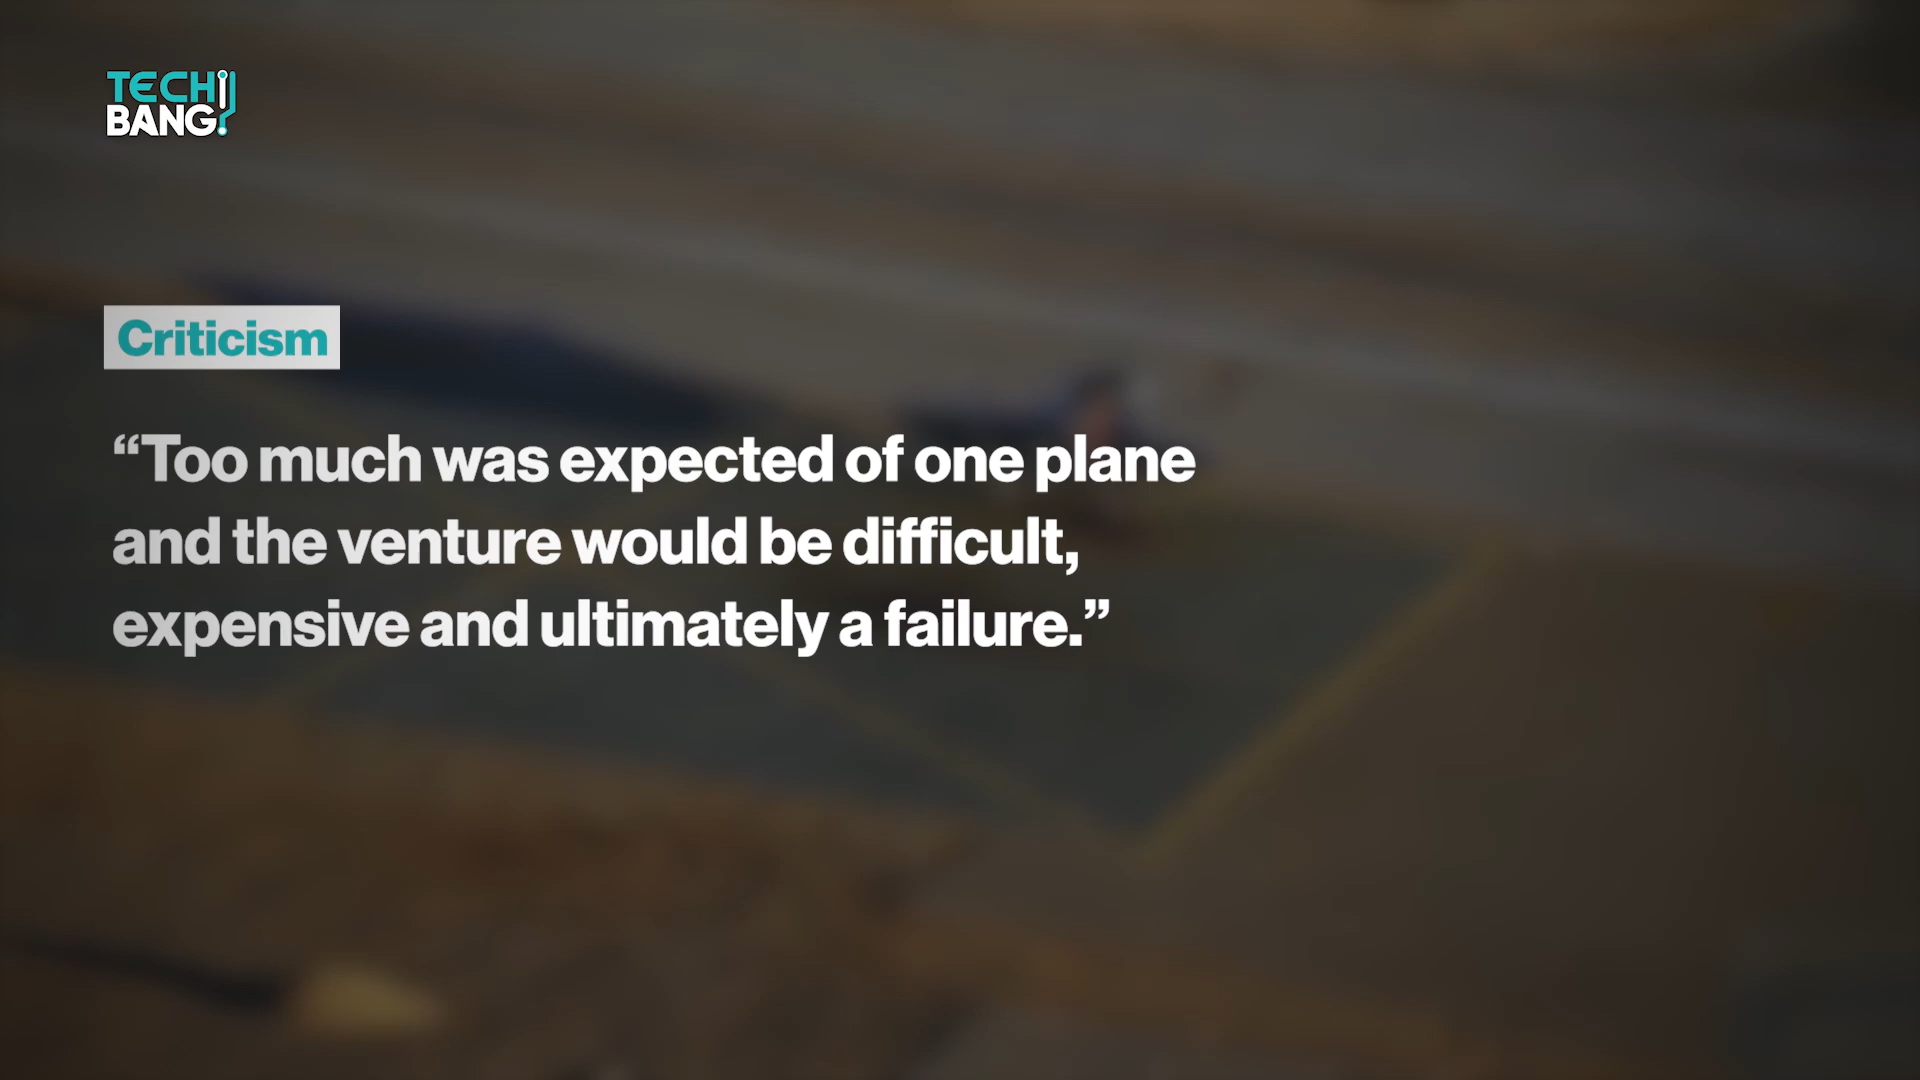 TECH
BANG!
Criticism
“Too much was expected of one plane
and the venture would be difficult,
expensive and ultimately a failure.”